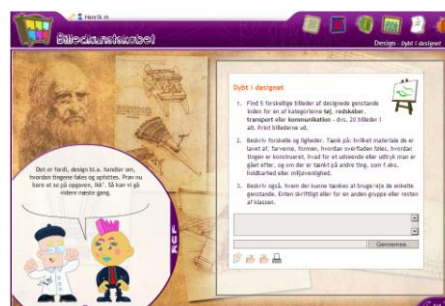 Henrik m
Billedkunstskabet
Design - Dybt i designet
Dybt i designet
1. Find 5 forskellige billeder af designede genstande
inden for en af kategorierne tøj, redskaber,
transport eller kommunikation - dvs. 20 billeder i
alt. Print billederne ud.
2. Beskriv forskelle og ligheder. Tænk på: hvilket materiale de er
lavet af, farverne, formen, hvordan overfladen føles, hvordan
tingen er konstrueret, hvad for et udseende eller udtryk man er
gået efter, og om der er tænkt på andre ting, som f.eks.
holdbarhed eller miljøvenlighed.
3. Beskriv også, hvem der kunne tænkes at bruge/eje de enkelte
genstande. Enten skriftligt eller for en anden gruppe eller resten
af klassen.
Det er fordi, design bl.a. handler om,
hvordan tingene føles og opfattes. Prøv nu
bare at se på opgaven, ikk'. Så kan vi gå
videre næste gang.